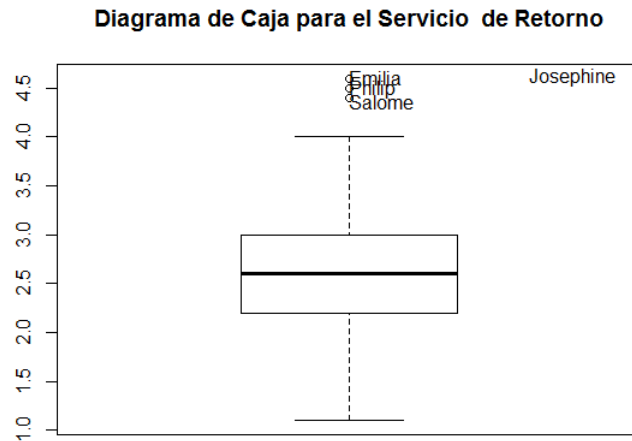 Diagrama de Caja para el Servicio  de Retorno
4.5
4.0
3.5
3.0
2.5
2.0
1.5
1.0
Emilia
Josephine
Philip
Salome